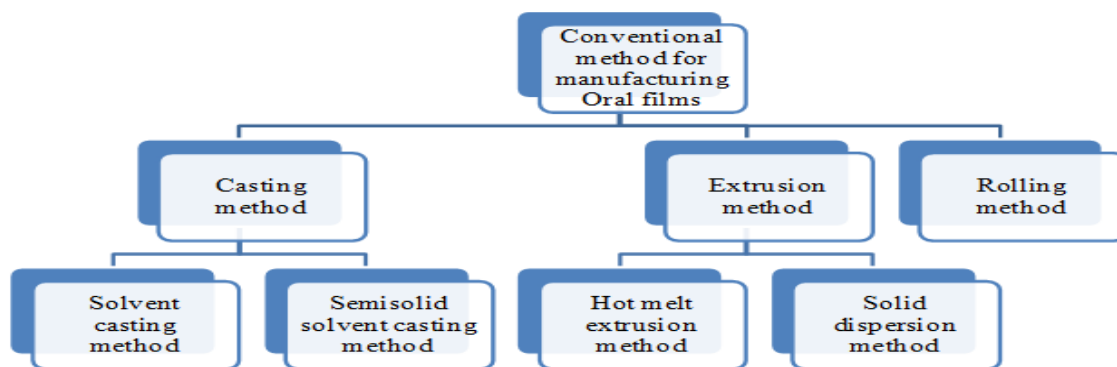 Conventional
method for
manufacturing
Oral films
Casting
method
Extrusion
method
Rolling
method
Solvent
casting
method
Semisolid
solvent casting
method
Hot melt
extrusion
method
Solid
dispersion
method